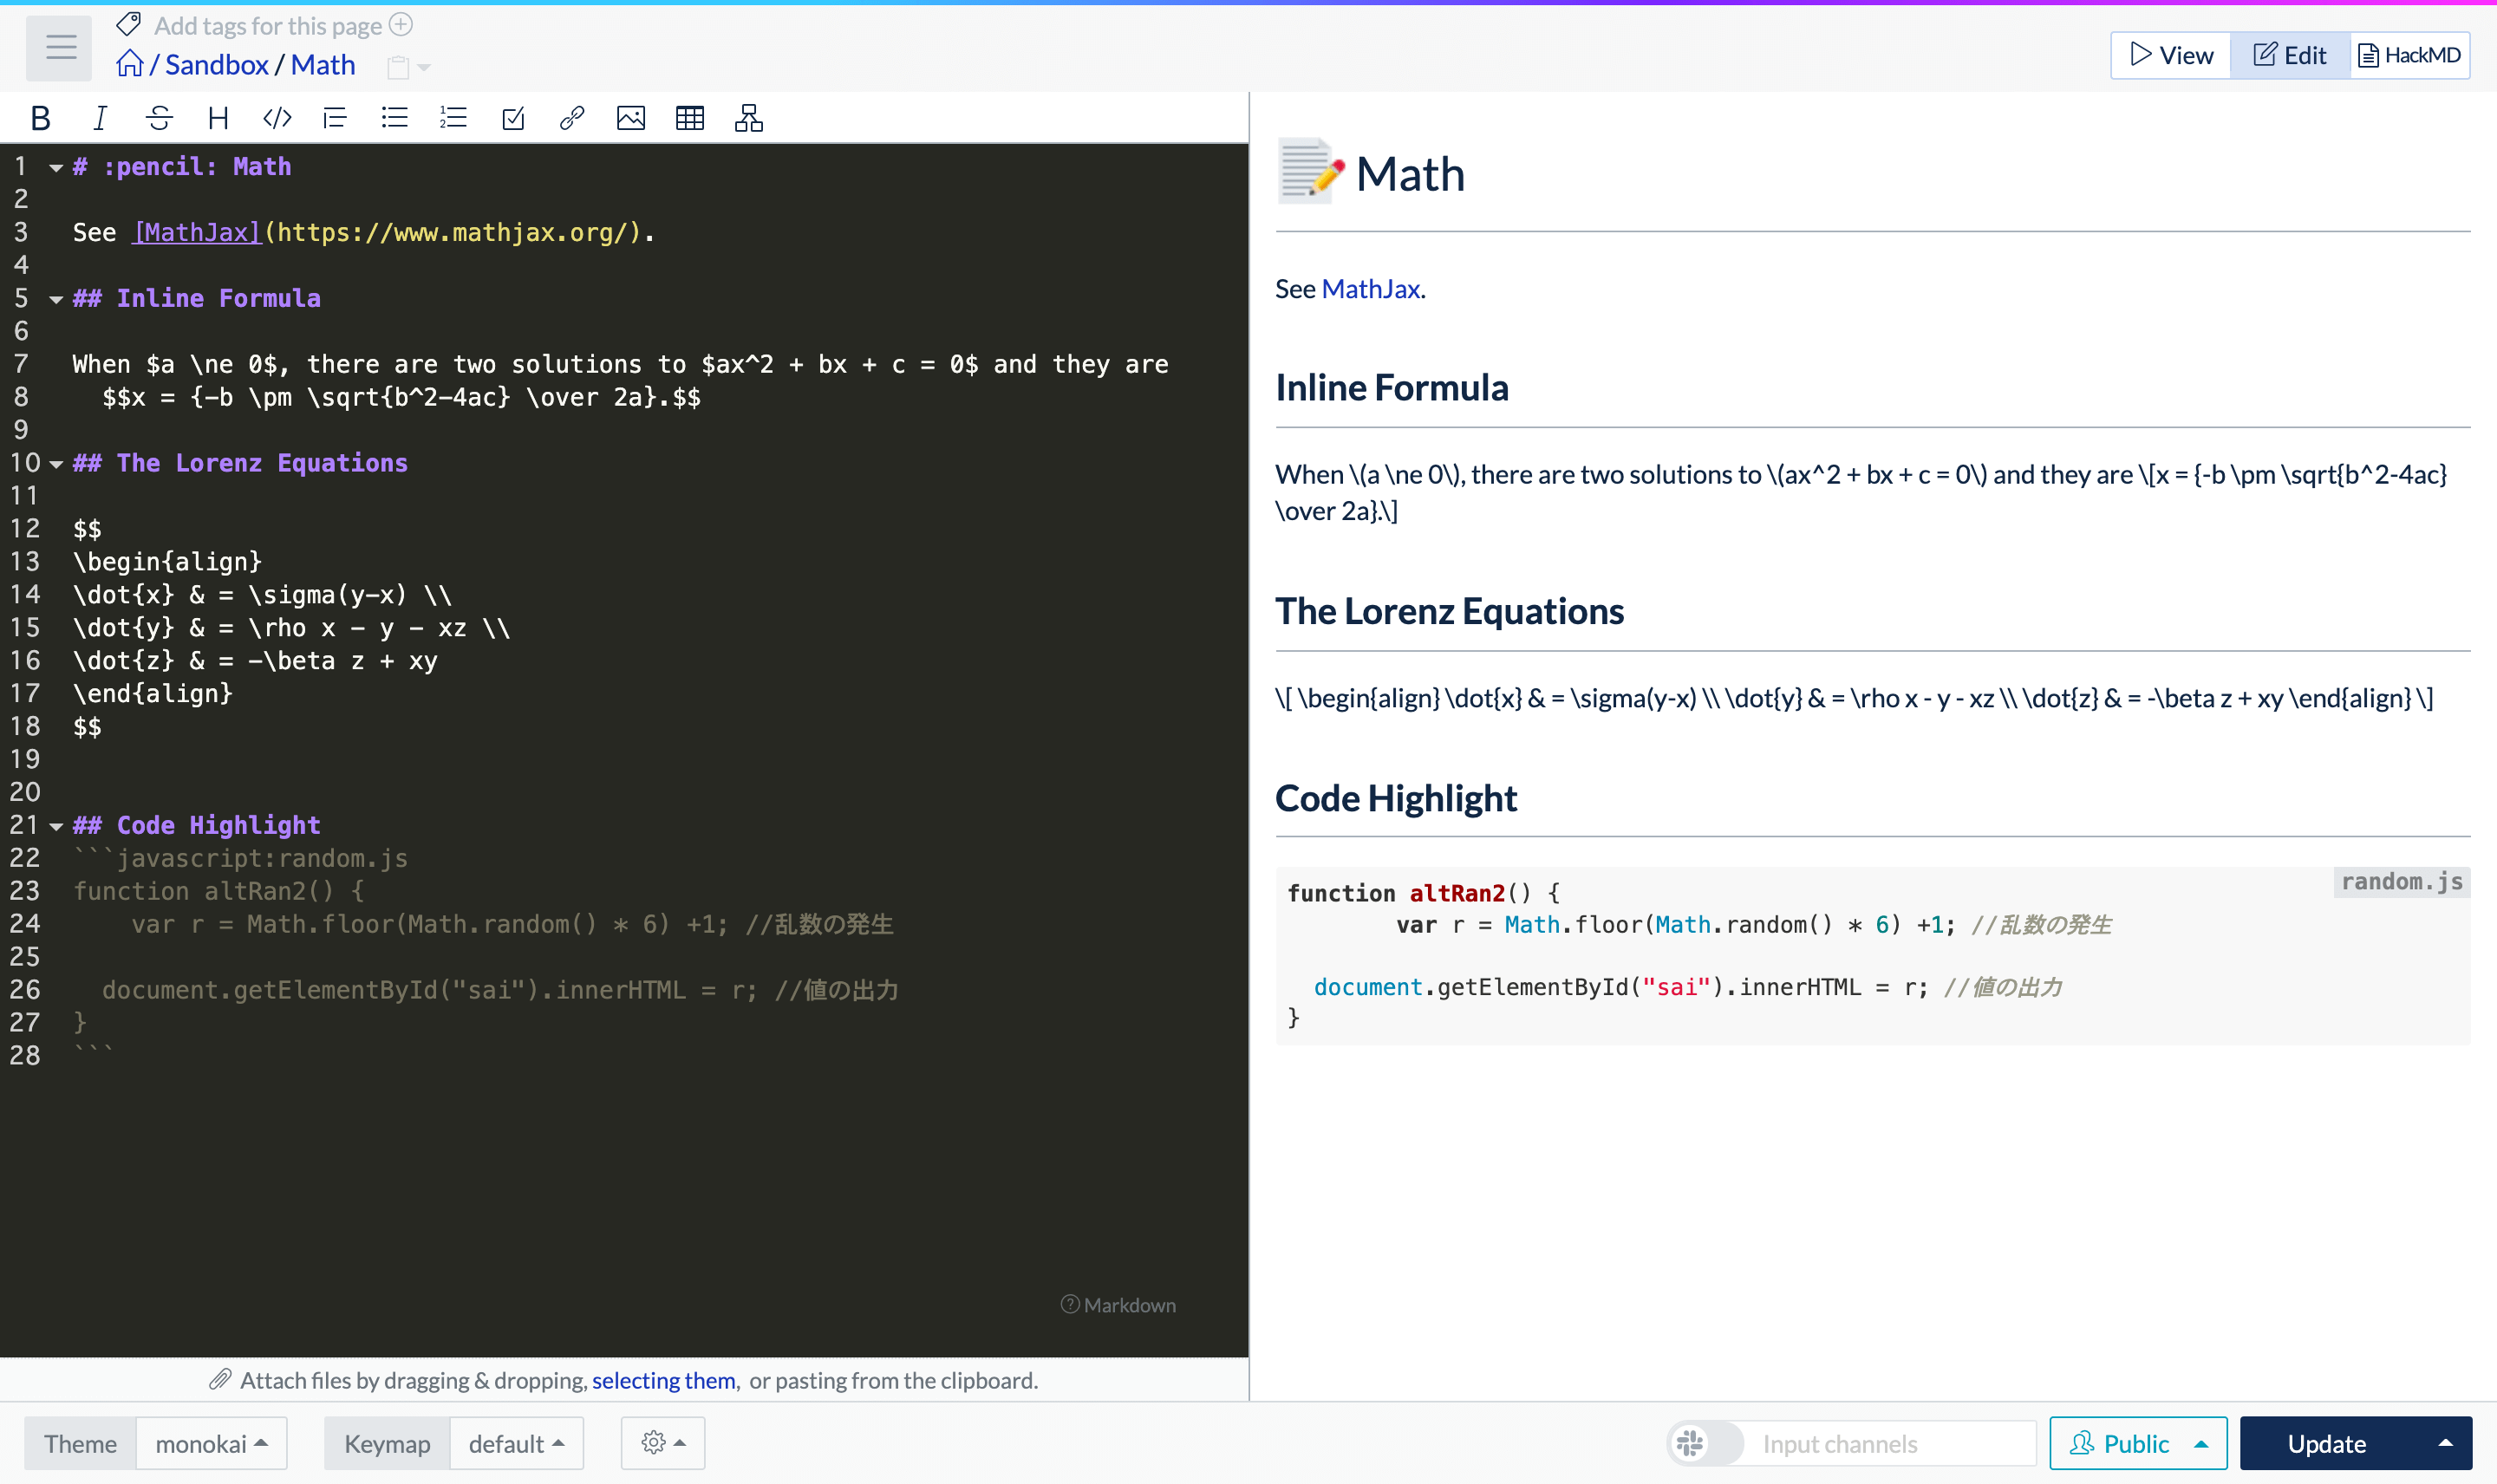 Add tags for this page
/ Sandbox / Math
View
Edit
HackMD
1 # :pencil: Math
2
3 See [MathJax](https://www.mathjax.org/).
4
5 ## Inline Formula
6
7 When $a \ne 0$, there are two solutions to $ax^2 + bx + c = 0$ and they are
8 $$x = {-b \pm \sqrt{b^2-4ac} \over 2a}.$$
9
10 ## The Lorenz Equations
11
12 $$
13 \begin{align}
14 \dot{x} & = \sigma(y-x) \\
15 \dot{y} & = \rho x - y - xz \\
16 \dot{z} & = -\beta z + xy
17 \end{align}
18 $$
19
20
21 ## Code Highlight
22 ```javascript:random.js
23 function altRan2() {
24 var r = Math.floor(Math.random() * 6) +1; //乱数の発生
25
26 document.getElementById("sai").innerHTML = r; //値の出力
27 }
28 ```
Markdown
Attach files by dragging & dropping, selecting them, or pasting from the clipboard.
Math
See MathJax.
Inline Formula
When \(a \ne 0\), there are two solutions to \(ax^2 + bx + c = 0\) and they are \[x = {-b \pm \sqrt{b^2-4ac}
\over 2a}.\]
The Lorenz Equations
\[ \begin{align} \dot{x} & = \sigma(y-x) \\ \dot{y} & = \rho x - y - xz \\ \dot{z} & = -\beta z + xy \end{align} \]
Code Highlight
random.js
function altRan2() {
var r = Math.floor(Math.random() * 6) +1; //乱数の発生
document.getElementById("sai").innerHTML = r; //値の出力
}
Theme monokai
Keymap default
Input channels
Public
Update